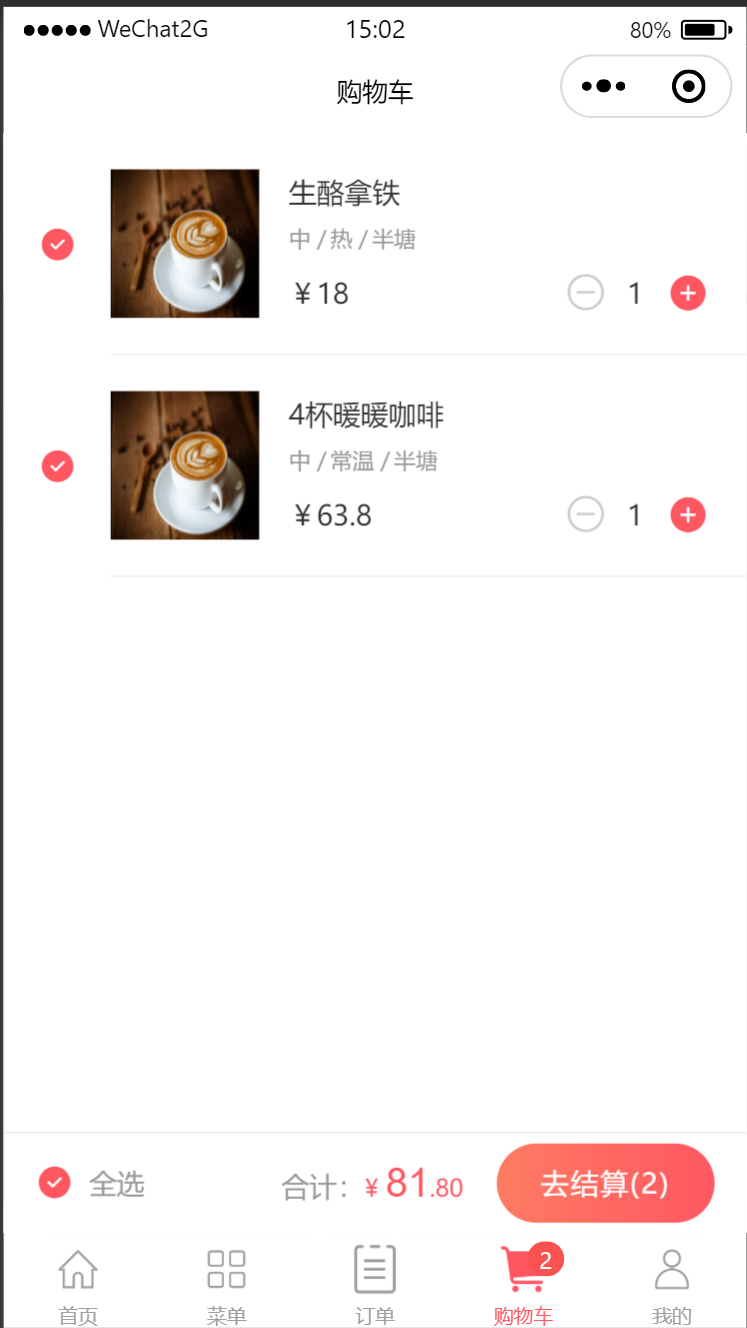 WeChat2G 15:02 80%
购物车
生酪拿铁
中 / 热 / 半塘
￥18
1
4杯暖暖咖啡
中 / 常温 / 半塘
￥63.8
1
全选 合计：￥81.80 去结算(2)
2
首页 菜单 订单 购物车 我的